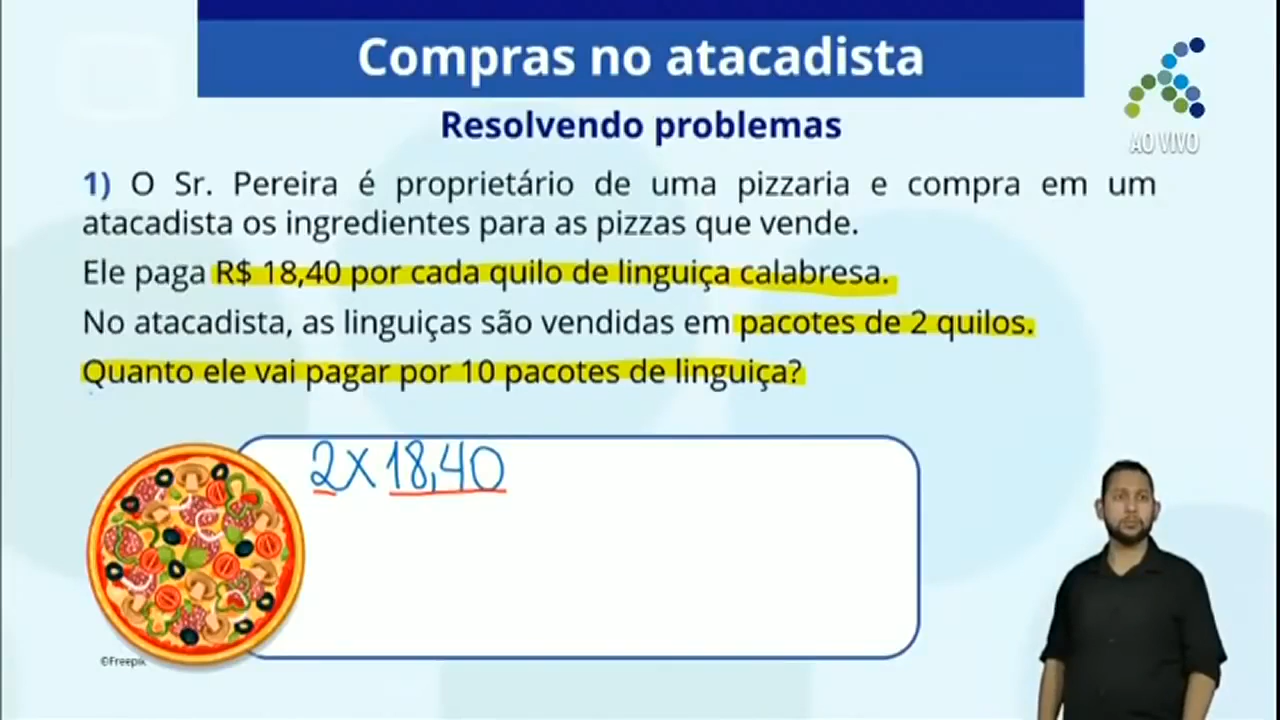 Compras no atacadista
AO VIVO
Resolvendo problemas
1) O Sr. Pereira é proprietário de uma pizzaria e compra em um
atacadista os ingredientes para as pizzas que vende.
Ele paga R$ 18,40 por cada quilo de linguiça calabresa.
No atacadista, as linguiças são vendidas em pacotes de 2 quilos.
Quanto ele vai pagar por 10 pacotes de linguiça?
2 x 18,40
©Freepik